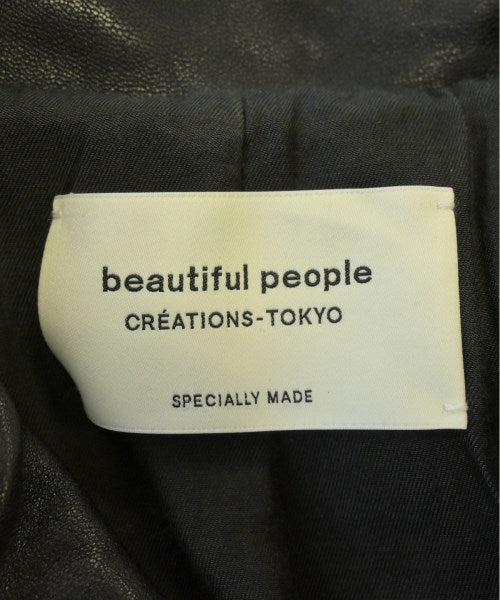 beautiful people
CRÉATIONS-TOKYO
SPECIALLY MADE